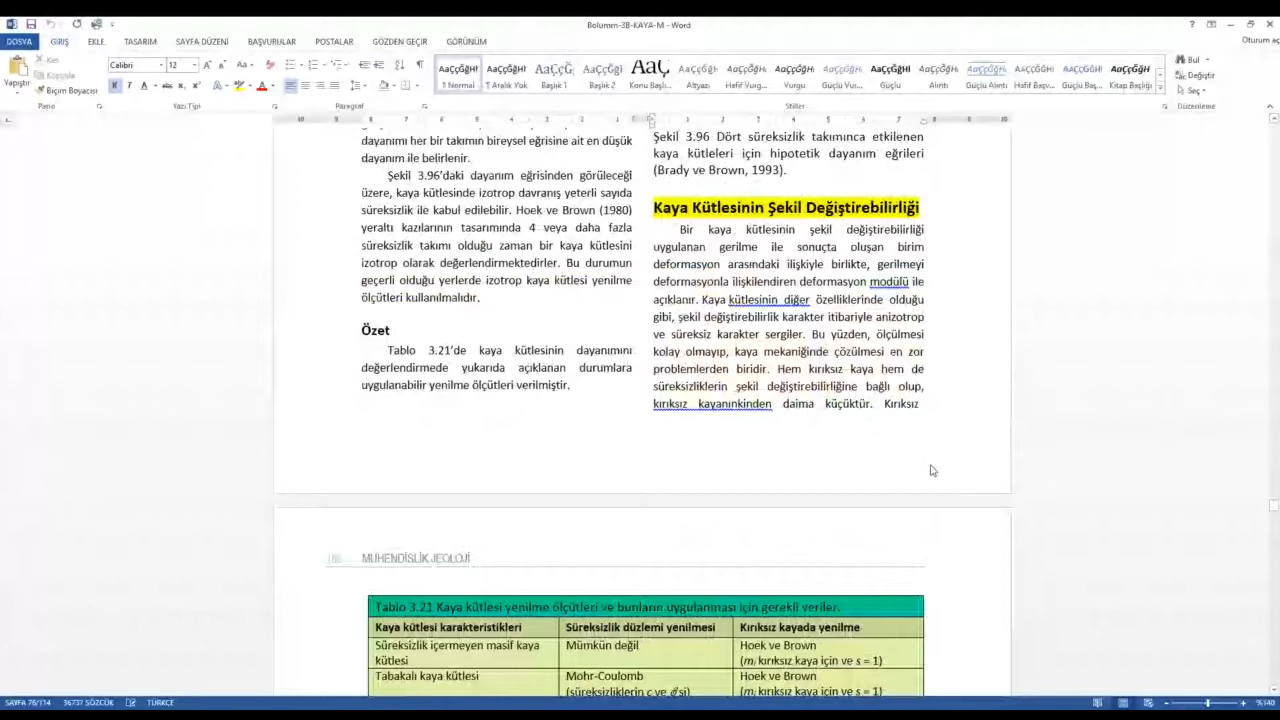 Bolumm-3B-KAYA-M - Word
Oturum aç
DOSYA GİRİŞ EKLE TASARIM SAYFA DÜZENİ BAŞVURULAR POSTALAR GÖZDEN GEÇİR GÖRÜNÜM
Yapıştır
Kes
Kopyala
Biçim Boyacısı
Pano
Calibri 12
Yazı Tipi
Paragraf
1 Normal
1 Aralık Yok
Başlık 1
Başlık 2
Konu Başlı...
Altyazı
Hafif Vurg...
Vurgu
Güçlü Vur...
Güçlü
Alıntı
Güçlü Alıntı
Hafif Başv...
Güçlü Baş...
Kitap Başlığı
Stiller
Bul
Değiştir
Seç
Düzenleme
dayanımı her bir takımın bireysel eğrisine ait en düşük
dayanım ile belirlenir.
Şekil 3.96’daki dayanım eğrisinden görüleceği
üzere, kaya kütlesinde izotrop davranış yeterli sayıda
süreksizlik ile kabul edilebilir. Hoek ve Brown (1980)
yeraltı kazılarının tasarımında 4 veya daha fazla
süreksizlik takımı olduğu zaman bir kaya kütlesini
izotrop olarak değerlendirmektedirler. Bu durumun
geçerli olduğu yerlerde izotrop kaya kütlesi yenilme
ölçütleri kullanılmalıdır.
Özet
Tablo 3.21’de kaya kütlesinin dayanımını
değerlendirmede yukarıda açıklanan durumlara
uygulanabilir yenilme ölçütleri verilmiştir.
Şekil 3.96 Dört süreksizlik takımınca etkilenen
kaya kütleleri için hipotetik dayanım eğrileri
(Brady ve Brown, 1993).
Kaya Kütlesinin Şekil Değiştirebilirliği
Bir kaya kütlesinin şekil değiştirebilirliği
uygulanan gerilme ile sonuçta oluşan birim
deformasyon arasındaki ilişkiyle birlikte, gerilmeyi
deformasyonla ilişkilendiren deformasyon modülü ile
açıklanır. Kaya kütlesinin diğer özelliklerinde olduğu
gibi, şekil değiştirebilirlik karakter itibariyle anizotrop
ve süreksiz karakter sergiler. Bu yüzden, ölçülmesi
kolay olmayıp, kaya mekaniğinde çözülmesi en zor
problemlerden biridir. Hem kırıksız kaya hem de
süreksizliklerin şekil değiştirebilirliğine bağlı olup,
kırıksız kayanınkinden daima küçüktür. Kırıksız
MÜHENDİSLİK JEOLOJİ
Tablo 3.21 Kaya kütlesi yenilme ölçütleri ve bunların uygulanması için gerekli veriler.
Kaya kütlesi karakteristikleri Süreksizlik düzlemi yenilmesi Kırıksız kayada yenilme
Süreksizlik içermeyen masif kaya Mümkün değil Hoek ve Brown
kütlesi (mi kırıksız kaya için ve s = 1)
Tabakalı kaya kütlesi Mohr-Coulomb Hoek ve Brown
(süreksizliklerin c ve si) (mi kırıksız kaya için ve s = 1)
SAYFA 76/114 36737 SÖZCÜK TÜRKÇE %140